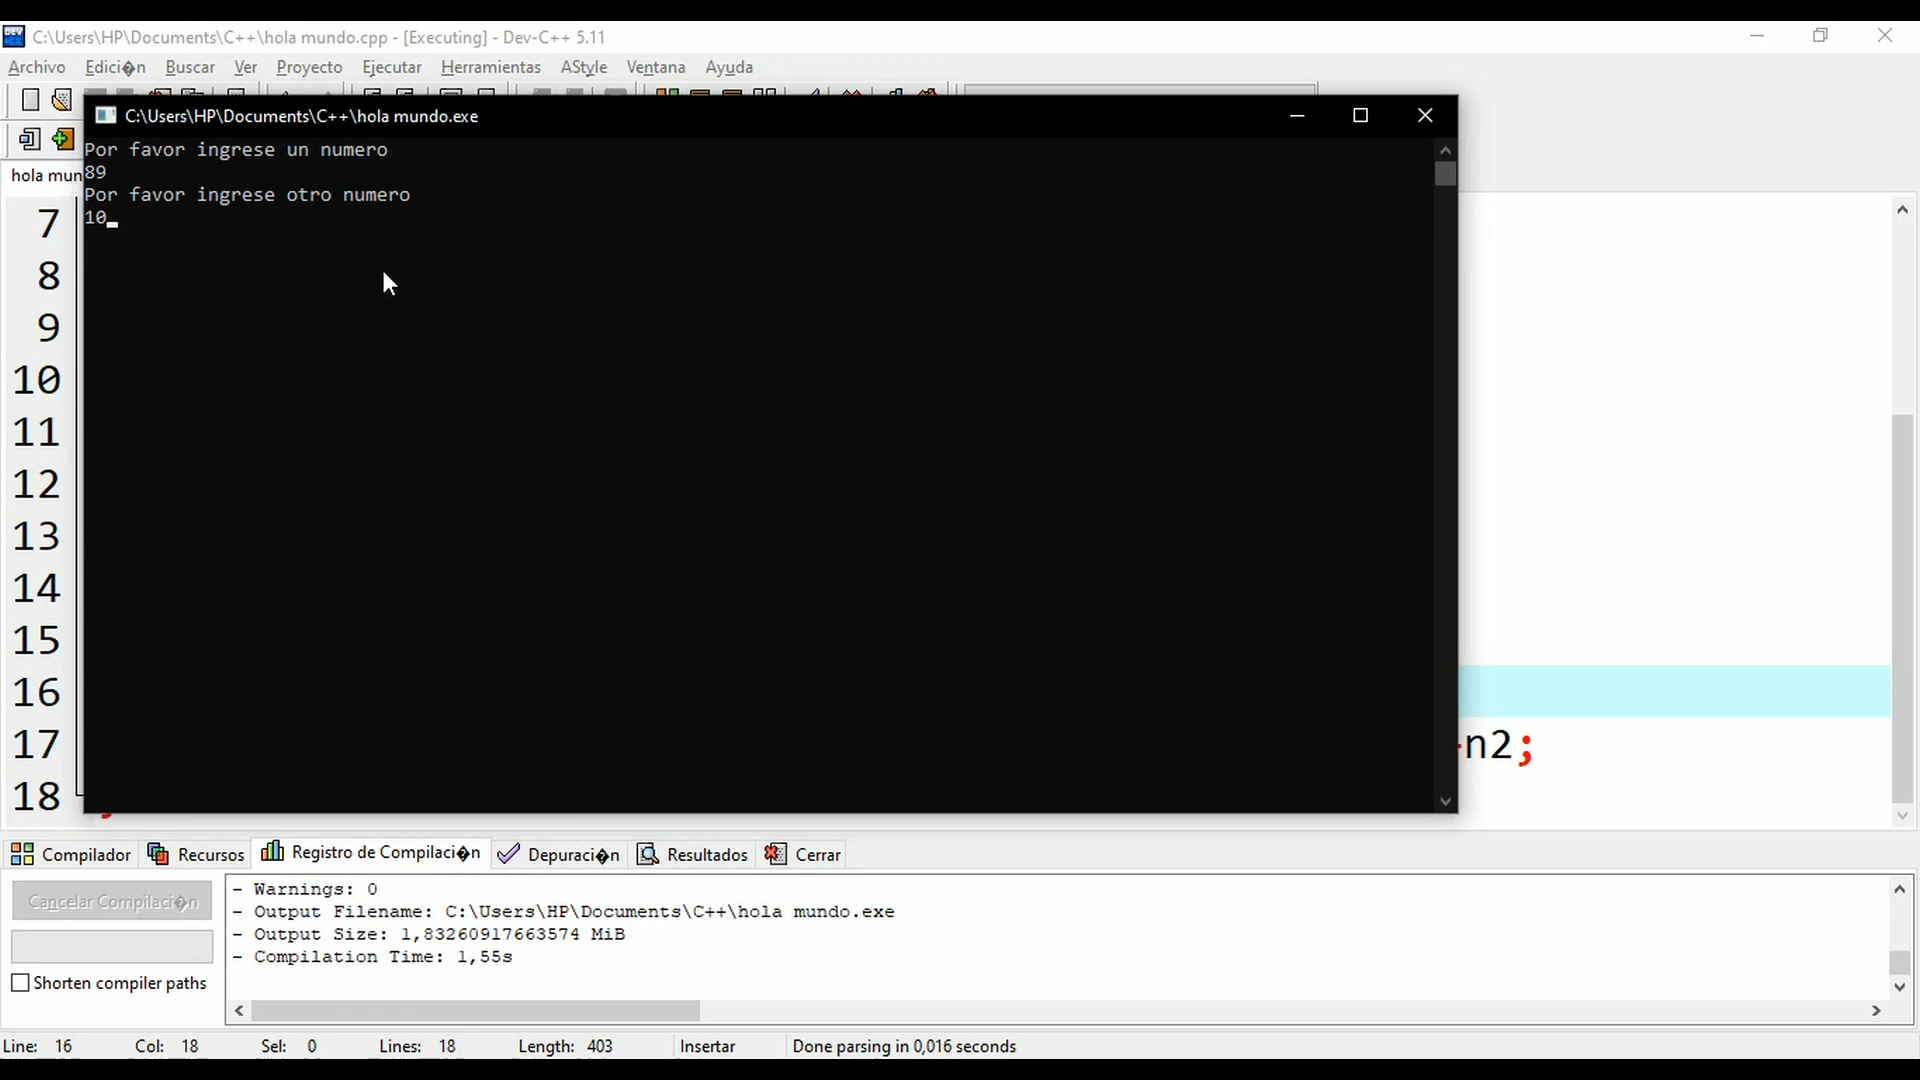 C:\Users\HP\Documents\C++\hola mundo.cpp - [Executing] - Dev-C++ 5.11
Archivo Edici�n Buscar Ver Proyecto Ejecutar Herramientas AStyle Ventana Ayuda
C:\Users\HP\Documents\C++\hola mundo.exe
Por favor ingrese un numero
89
Por favor ingrese otro numero
10
hola mun
7
8
9
10
11
12
13
14
15
16
17 n2;
18
Compilador Recursos Registro de Compilaci�n Depuraci�n Resultados Cerrar
Cancelar Compilaci�n
Shorten compiler paths
- Warnings: 0
- Output Filename: C:\Users\HP\Documents\C++\hola mundo.exe
- Output Size: 1,83260917663574 MiB
- Compilation Time: 1,55s
Line: 16 Col: 18 Sel: 0 Lines: 18 Length: 403 Insertar Done parsing in 0,016 seconds